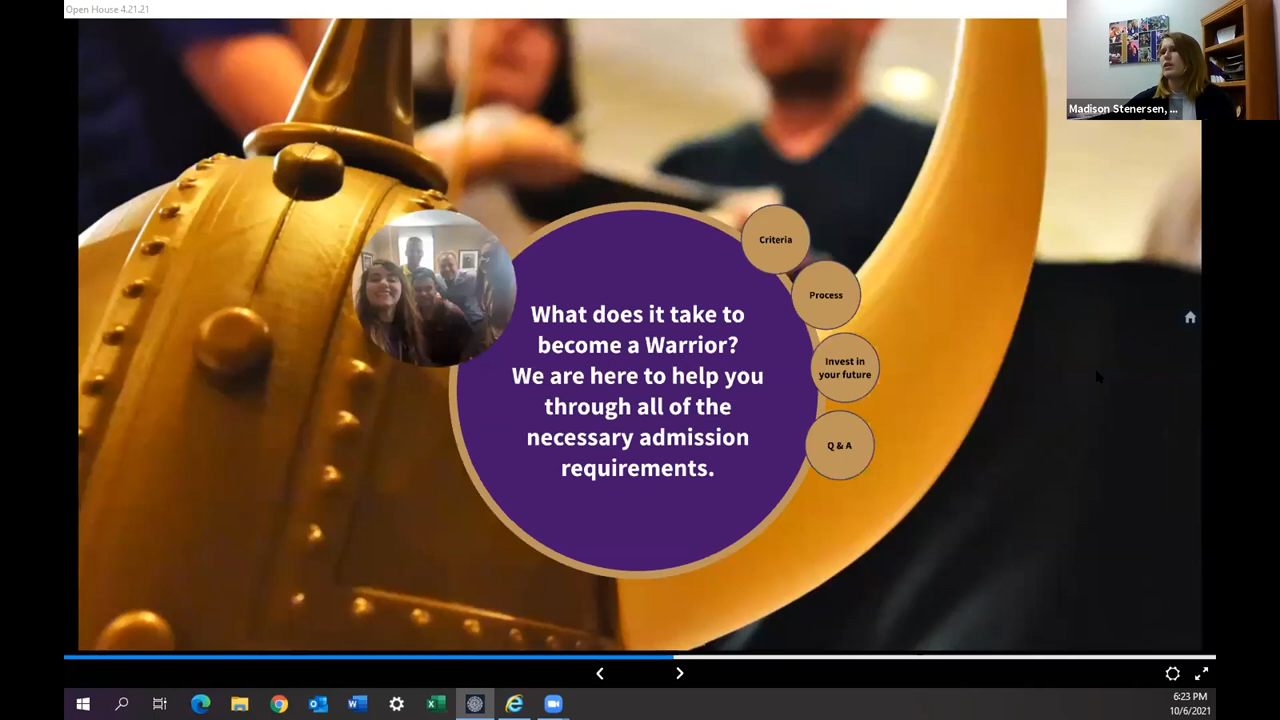 Open House 4.21.21
Madison Stenersen, ...
Criteria
Process
Invest in
your future
Q & A
What does it take to
become a Warrior?
We are here to help you
through all of the
necessary admission
requirements.
6:23 PM
10/6/2021